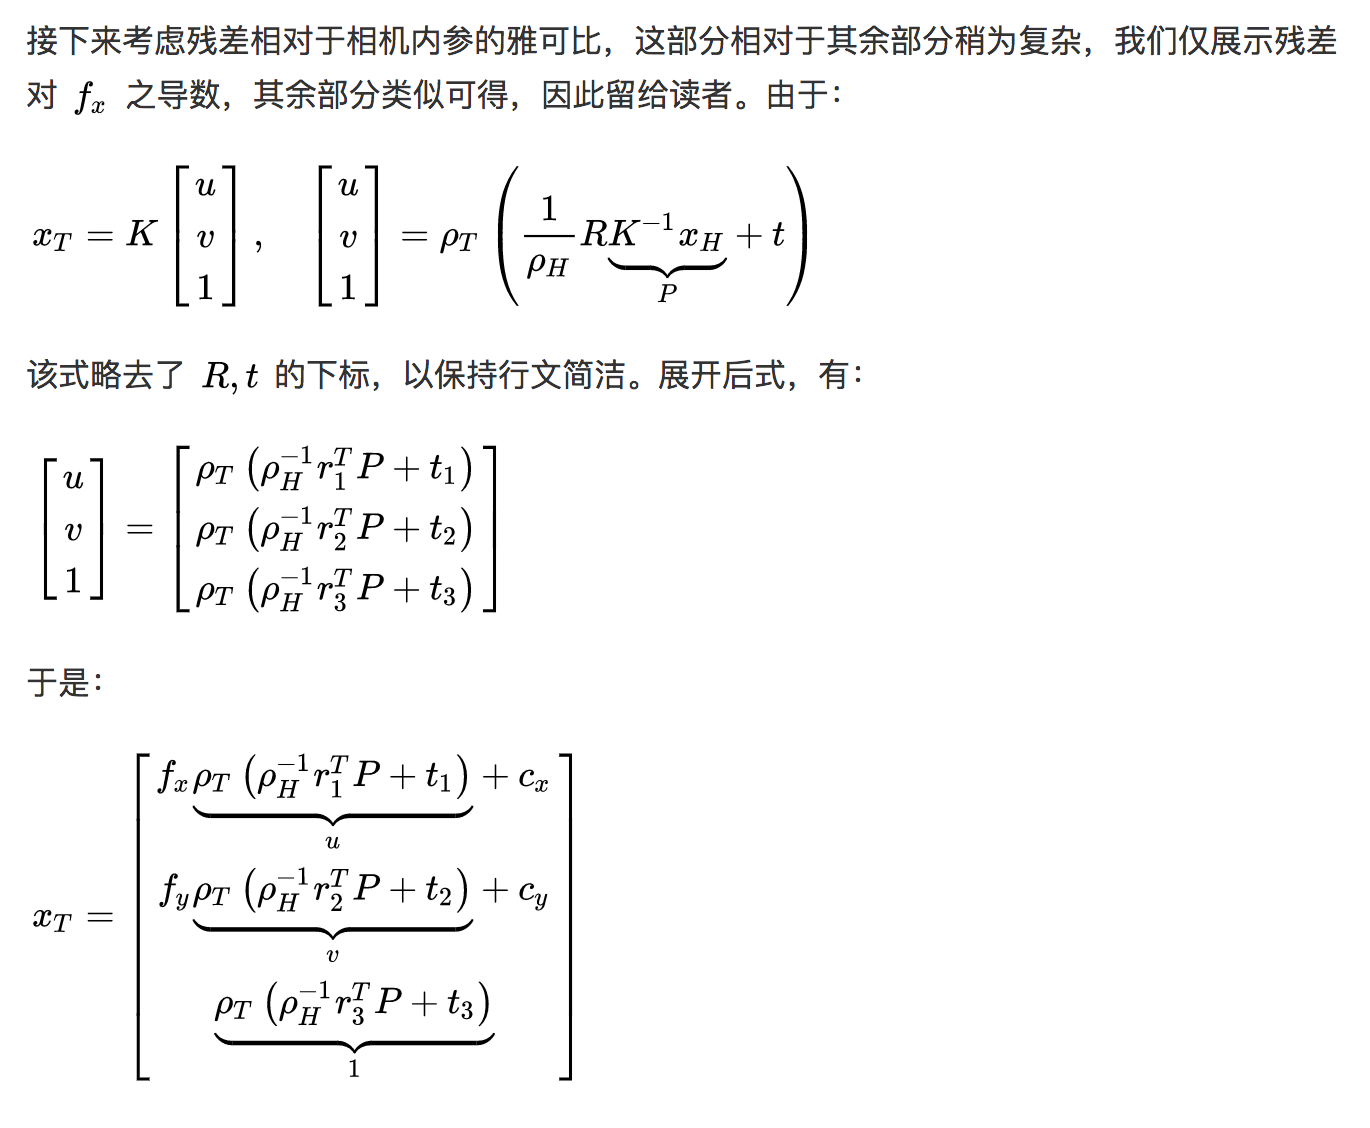 接下来考虑残差相对于相机内参的雅可比，这部分相对于其余部分稍为复杂，我们仅展示残差
对 $f_x$ 之导数，其余部分类似可得，因此留给读者。由于：
$x_T = K \begin{bmatrix} u \\ v \\ 1 \end{bmatrix}, \quad \begin{bmatrix} u \\ v \\ 1 \end{bmatrix} = \rho_T \left( \frac{1}{\rho_H} R \underbrace{K^{-1} x_H}_{P} + t \right)$
该式略去了 $R, t$ 的下标，以保持行文简洁。展开后式，有：
$\begin{bmatrix} u \\ v \\ 1 \end{bmatrix} = \begin{bmatrix} \rho_T \left( \rho_H^{-1} r_1^T P + t_1 \right) \\ \rho_T \left( \rho_H^{-1} r_2^T P + t_2 \right) \\ \rho_T \left( \rho_H^{-1} r_3^T P + t_3 \right) \end{bmatrix}$
于是：
$x_T = \begin{bmatrix} f_x \underbrace{\rho_T \left( \rho_H^{-1} r_1^T P + t_1 \right)}_{u} + c_x \\ f_y \underbrace{\rho_T \left( \rho_H^{-1} r_2^T P + t_2 \right)}_{v} + c_y \\ \underbrace{\rho_T \left( \rho_H^{-1} r_3^T P + t_3 \right)}_{1} \end{bmatrix}$